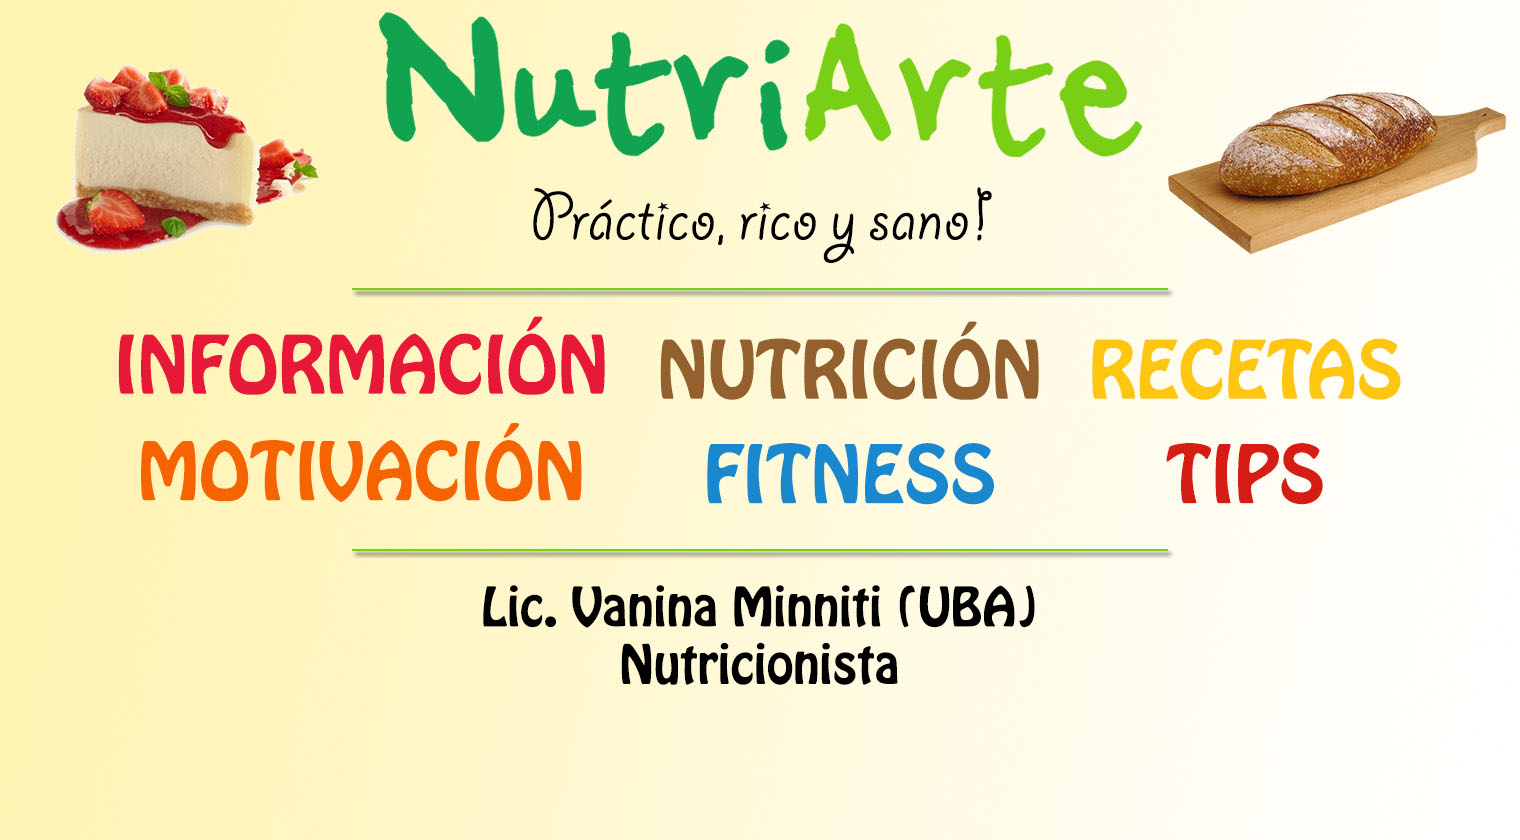 NutriArte
Práctico, rico y sano!
INFORMACIÓN NUTRICIÓN RECETAS
MOTIVACIÓN FITNESS TIPS
Lic. Vanina Minniti (UBA)
Nutricionista